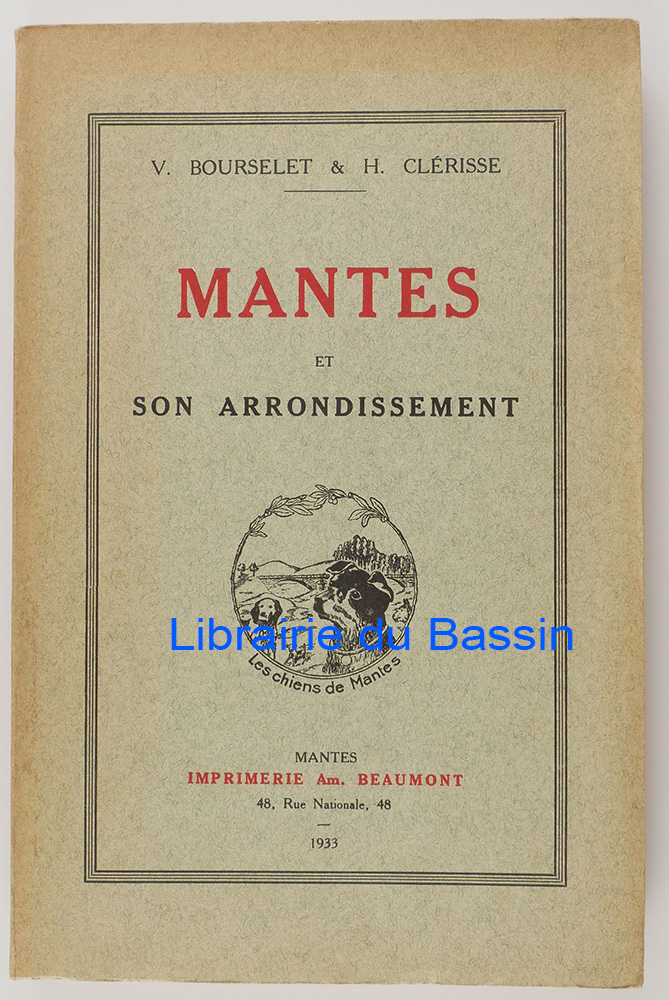 V. BOURSELET & H. CLÉRISSE
MANTES
ET
SON ARRONDISSEMENT
Librairie du Bassin
Les chiens de Mantes
MANTES
IMPRIMERIE Am. BEAUMONT
48, Rue Nationale, 48
1933